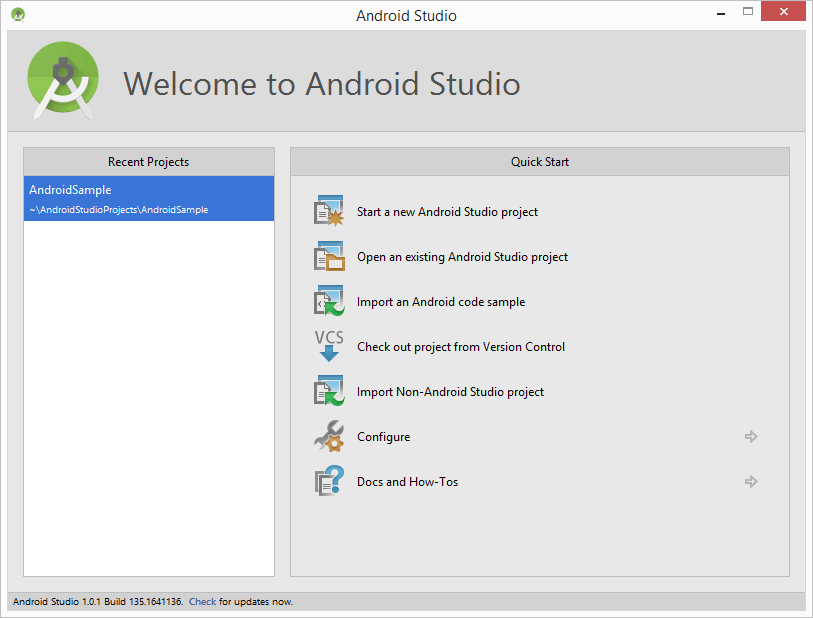 Android Studio
Welcome to Android Studio
Recent Projects
AndroidSample
~\AndroidStudioProjects\AndroidSample
Quick Start
Start a new Android Studio project
Open an existing Android Studio project
Import an Android code sample
VCS
Check out project from Version Control
Import Non-Android Studio project
Configure
Docs and How-Tos
Android Studio 1.0.1 Build 135.1641136. Check for updates now.